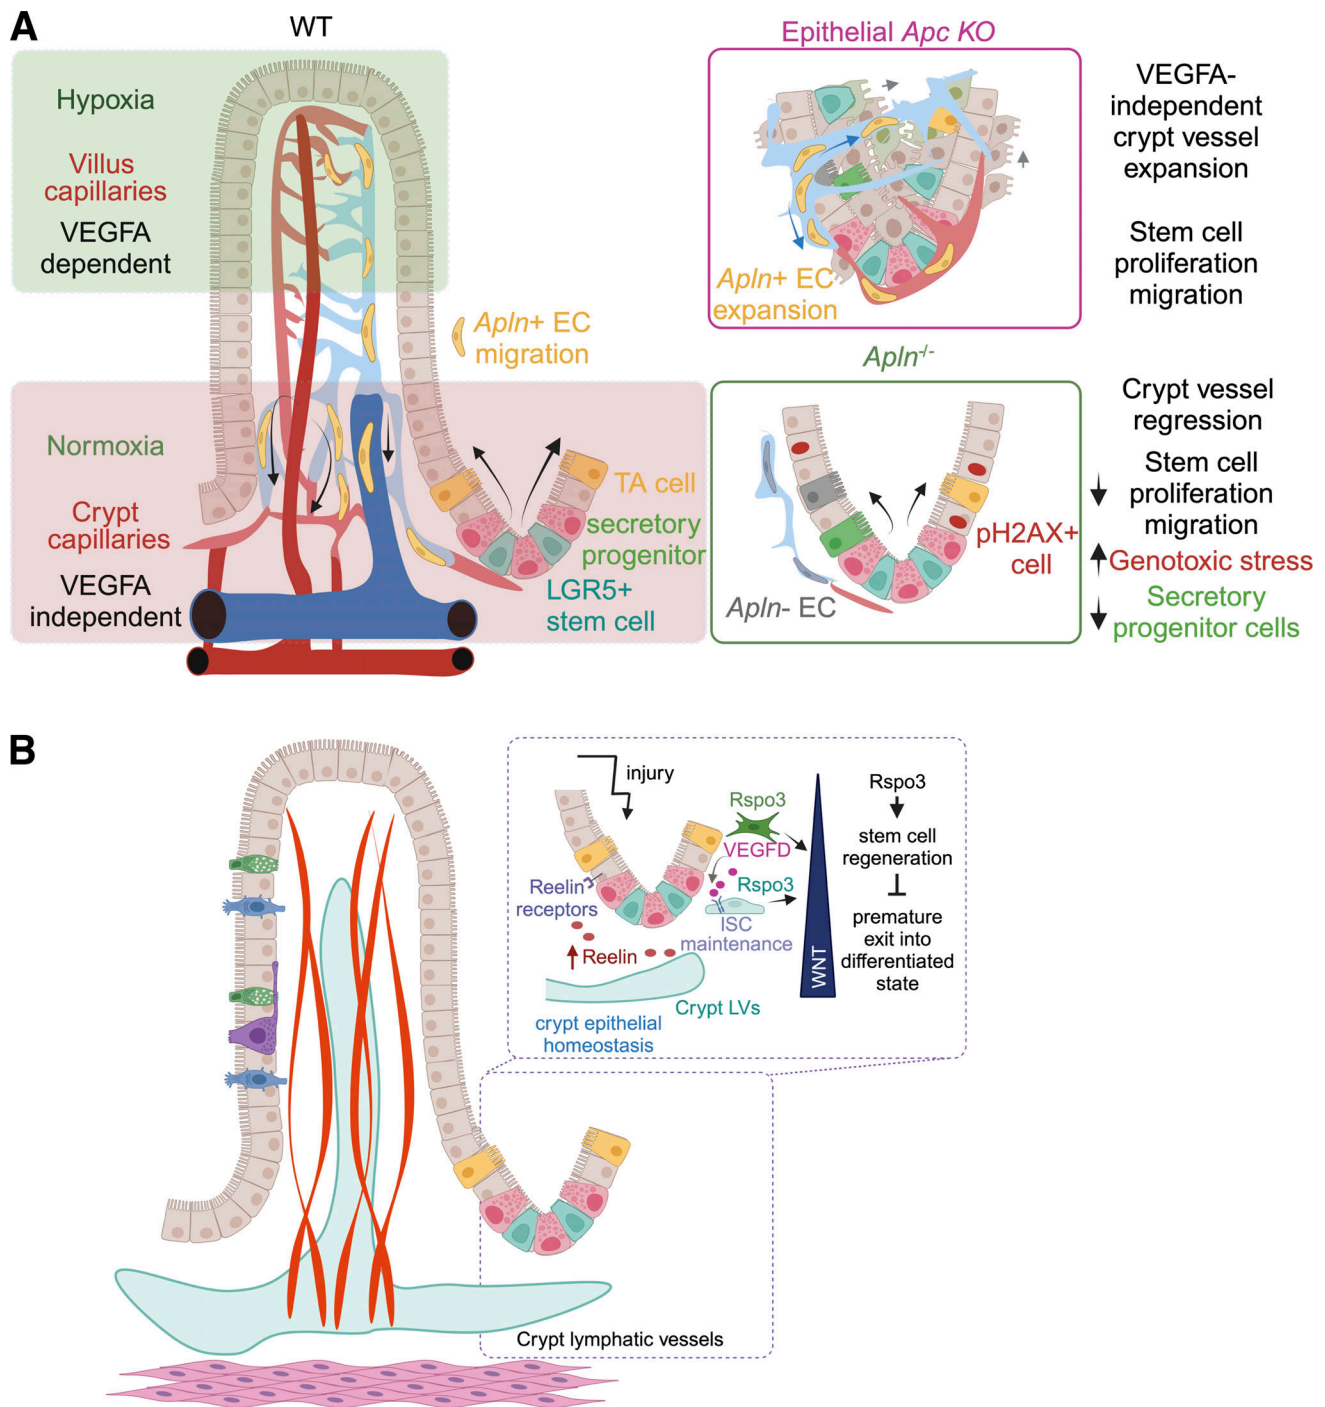 A
WT
Hypoxia
Villus
capillaries
VEGFA
dependent
Apln+ EC
migration
Normoxia
Crypt
capillaries
VEGFA
independent
TA cell
secretory
progenitor
LGR5+
stem cell
Epithelial Apc KO
Apln+ EC
expansion
VEGFA-
independent
crypt vessel
expansion
Stem cell
proliferation
migration
Apln-/-
pH2AX+
cell
Apln- EC
Crypt vessel
regression
Stem cell
proliferation
migration
Genotoxic stress
Secretory
progenitor cells
B
injury
Rspo3
VEGFD
Reelin
receptors
Rspo3
ISC
maintenance
Reelin
Crypt LVs
crypt epithelial
homeostasis
WNT
Rspo3
stem cell
regeneration
premature
exit into
differentiated
state
Crypt lymphatic vessels